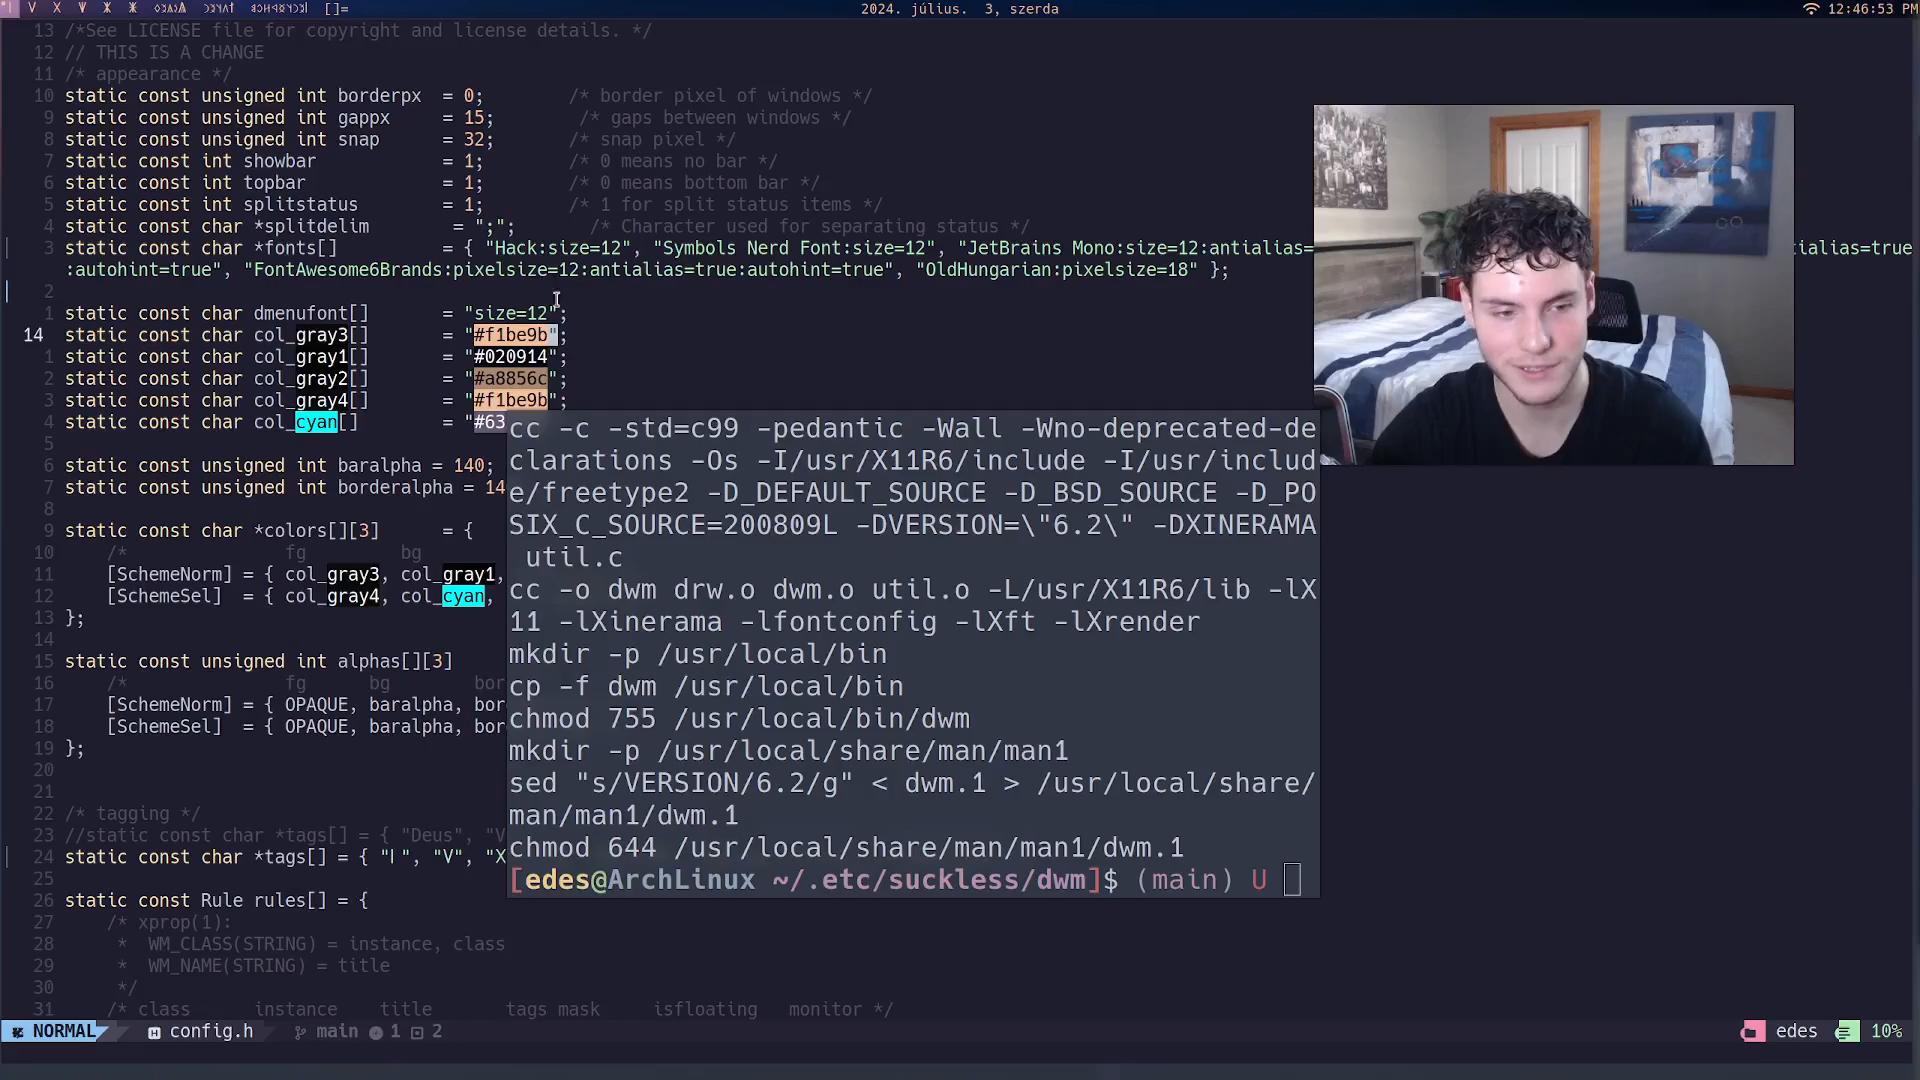 V X
[]=
2024. július. 3, szerda
12:46:53 PM
13 /*See LICENSE file for copyright and license details. */
12 // THIS IS A CHANGE
11 /* appearance */
10 static const unsigned int borderpx = 0; /* border pixel of windows */
9 static const unsigned int gappx = 15; /* gaps between windows */
8 static const unsigned int snap = 32; /* snap pixel */
7 static const int showbar = 1; /* 0 means no bar */
6 static const int topbar = 1; /* 0 means bottom bar */
5 static const int splitstatus = 1; /* 1 for split status items */
4 static const char *splitdelim = ";"; /* Character used for separating status */
3 static const char *fonts[] = { "Hack:size=12", "Symbols Nerd Font:size=12", "JetBrains Mono:size=12:antialias= ialias=true
:autohint=true", "FontAwesome6Brands:pixelsize=12:antialias=true:autohint=true", "OldHungarian:pixelsize=18" };
2
1 static const char dmenufont[] = "size=12";
14 static const char col_gray3[] = "#f1be9b";
1 static const char col_gray1[] = "#020914";
2 static const char col_gray2[] = "#a8856c";
3 static const char col_gray4[] = "#f1be9b";
4 static const char col_cyan[] = "#63
5
6 static const unsigned int baralpha = 140;
7 static const unsigned int borderalpha = 14
8
9 static const char *colors[][3] = {
10 /* fg bg
11 [SchemeNorm] = { col_gray3, col_gray1,
12 [SchemeSel] = { col_gray4, col_cyan,
13 };
14
15 static const unsigned int alphas[][3]
16 /* fg bg bor
17 [SchemeNorm] = { OPAQUE, baralpha, bor
18 [SchemeSel] = { OPAQUE, baralpha, bor
19 };
20
21
22 /* tagging */
23 //static const char *tags[] = { "Deus", "V
24 static const char *tags[] = { "I", "V", "X
25
26 static const Rule rules[] = {
27 /* xprop(1):
28 * WM_CLASS(STRING) = instance, class
29 * WM_NAME(STRING) = title
30 */
31 /* class instance title tags mask isfloating monitor */
NORMAL config.h main 1 2 edes 10%
cc -c -std=c99 -pedantic -Wall -Wno-deprecated-de
clarations -Os -I/usr/X11R6/include -I/usr/includ
e/freetype2 -D_DEFAULT_SOURCE -D_BSD_SOURCE -D_PO
SIX_C_SOURCE=200809L -DVERSION=\"6.2\" -DXINERAMA
util.c
cc -o dwm drw.o dwm.o util.o -L/usr/X11R6/lib -lX
11 -lXinerama -lfontconfig -lXft -lXrender
mkdir -p /usr/local/bin
cp -f dwm /usr/local/bin
chmod 755 /usr/local/bin/dwm
mkdir -p /usr/local/share/man/man1
sed "s/VERSION/6.2/g" < dwm.1 > /usr/local/share/
man/man1/dwm.1
chmod 644 /usr/local/share/man/man1/dwm.1
[edes@ArchLinux ~/.etc/suckless/dwm]$ (main) U